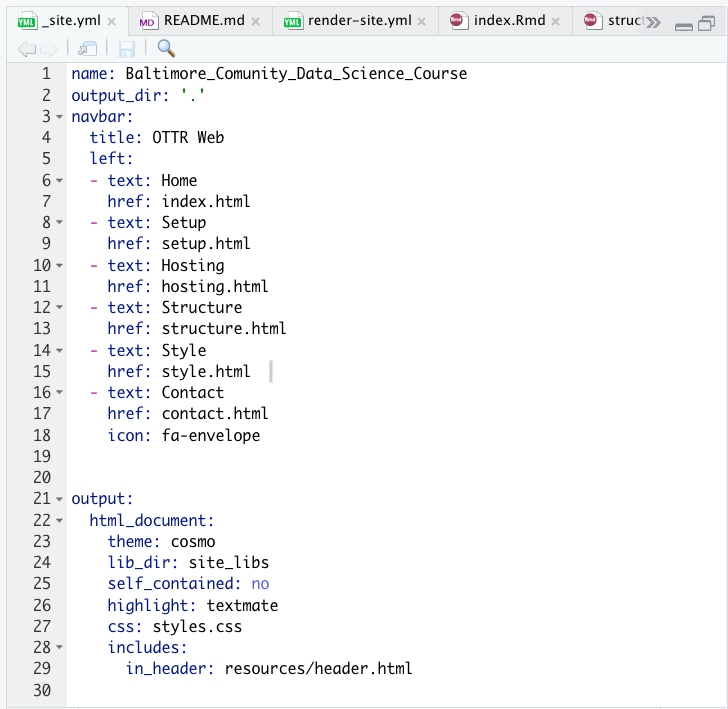 _site.yml
README.md
render-site.yml
index.Rmd
struct
1 name: Baltimore_Comunity_Data_Science_Course
2 output_dir: '.'
3 navbar:
4 title: OTTR Web
5 left:
6 - text: Home
7 href: index.html
8 - text: Setup
9 href: setup.html
10 - text: Hosting
11 href: hosting.html
12 - text: Structure
13 href: structure.html
14 - text: Style
15 href: style.html
16 - text: Contact
17 href: contact.html
18 icon: fa-envelope
19
20
21 output:
22 html_document:
23 theme: cosmo
24 lib_dir: site_libs
25 self_contained: no
26 highlight: textmate
27 css: styles.css
28 includes:
29 in_header: resources/header.html
30